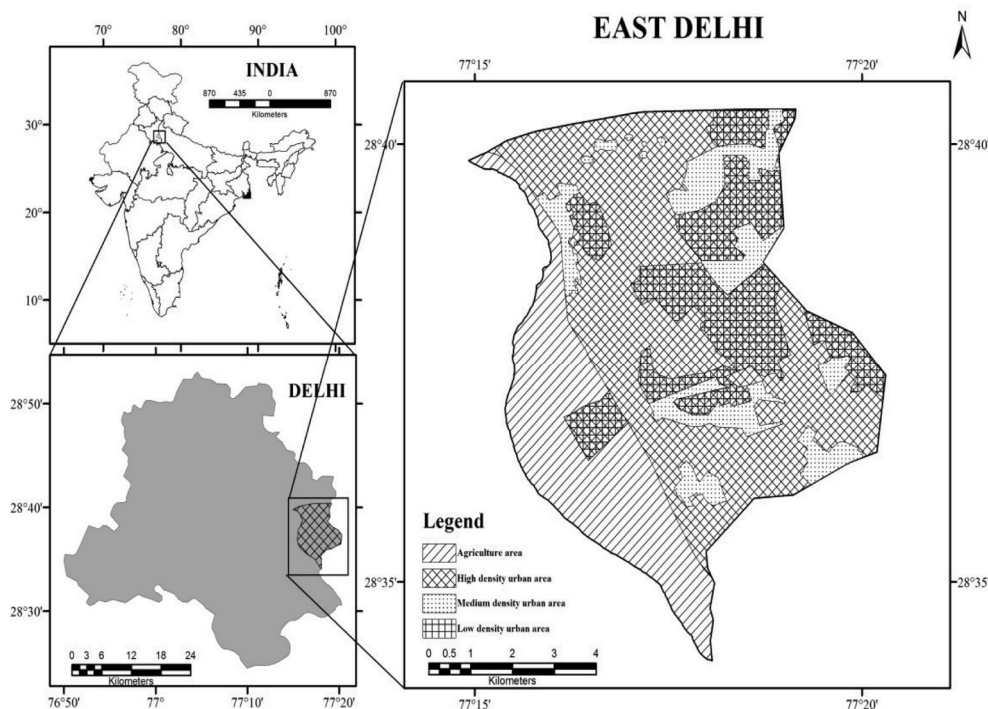 70° 80° 90° 100°
INDIA
870 435 0 870
Kilometers
30°
20°
10°
DELHI
28°50'
28°40'
28°30'
0 3 6 12 18 24
Kilometers
76°50' 77° 77°10' 77°20'
EAST DELHI
N
77°15' 77°20'
28°40' 28°40'
28°35' 28°35'
Legend
Agriculture area
High density urban area
Medium density urban area
Low density urban area
0 0.5 1 2 3 4
Kilometers
77°15' 77°20'